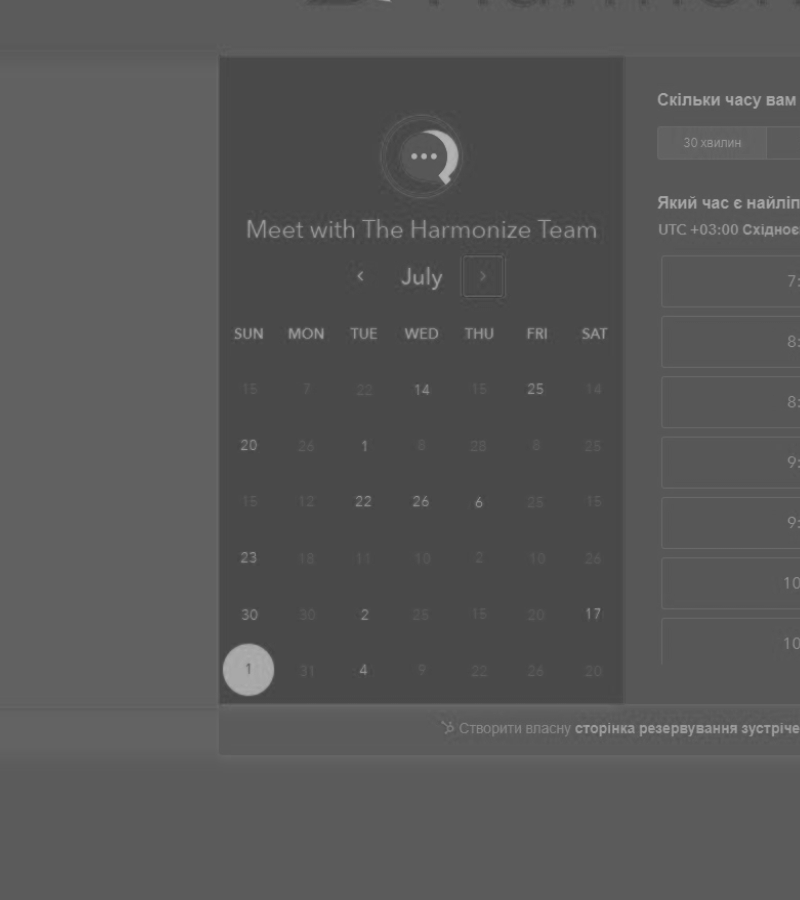 Meet with The Harmonize Team
July
SUN MON TUE WED THU FRI SAT
15 7 22 14 15 25 14
20 26 1 8 28 8 25
15 12 22 26 6 25 15
23 18 11 10 2 10 26
30 30 2 25 15 20 17
1 31 4 9 22 26 20
Скільки часу вам
30 хвилин
Який час є найліп
UTC +03:00 Східноє
7:
8:
8:
9:
9:
10
10
Створити власну сторінка резервування зустріче